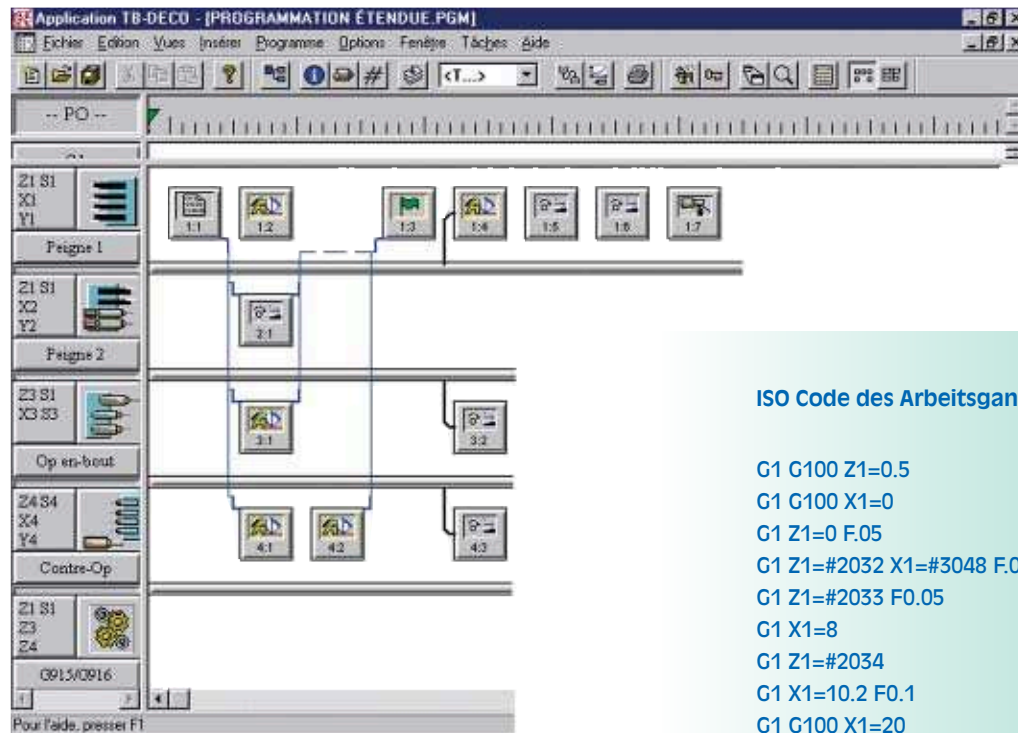 Application TB-DECO - [PROGRAMMATION ÉTENDUE.PGM]
Fichier Edition Vues Insérer Programme Options Fenêtre Tâches Aide
<T...>
-- PO --
Z1 S1
X1
Y1
Peigne 1
1:1 1:2 1:3 1:4 1:5 1:6 1:7
Z1 S1
X2
Y2
Peigne 2
2:1
Z3 S1
X3 S3
Op en-bout
3:1 3:2
Z4 S4
X4
Y4
Contre-Op
4:1 4:2 4:3
Z1 S1
Z3
Z4
G915/G916
Pour l'aide, presser F1
ISO Code des Arbeitsgan
G1 G100 Z1=0.5
G1 G100 X1=0
G1 Z1=0 F.05
G1 Z1=#2032 X1=#3048 F.0
G1 Z1=#2033 F0.05
G1 X1=8
G1 Z1=#2034
G1 X1=10.2 F0.1
G1 G100 X1=20